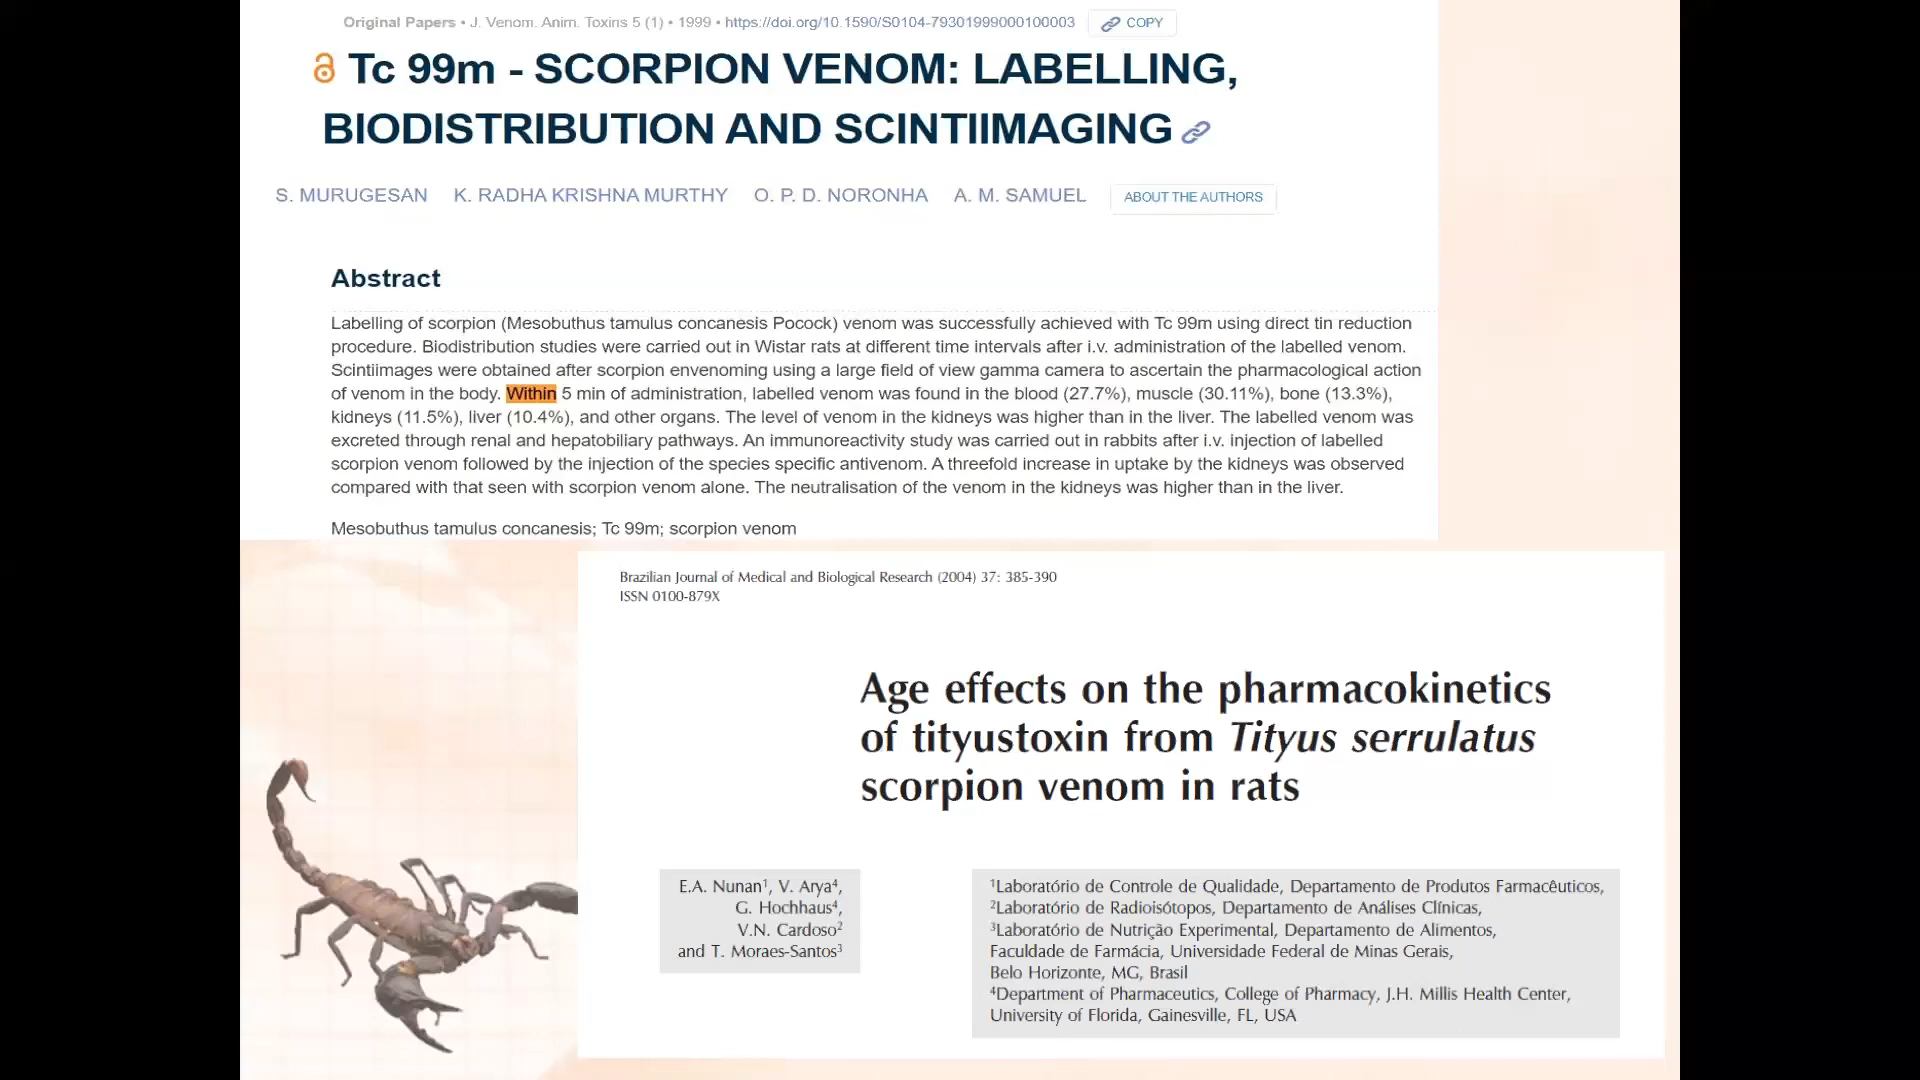 Original Papers • J. Venom. Anim. Toxins 5 (1) • 1999 • https://doi.org/10.1590/S0104-79301999000100003 COPY
Tc 99m - SCORPION VENOM: LABELLING,
BIODISTRIBUTION AND SCINTIIMAGING
S. MURUGESAN K. RADHA KRISHNA MURTHY O. P. D. NORONHA A. M. SAMUEL ABOUT THE AUTHORS
Abstract
Labelling of scorpion (Mesobuthus tamulus concanesis Pocock) venom was successfully achieved with Tc 99m using direct tin reduction
procedure. Biodistribution studies were carried out in Wistar rats at different time intervals after i.v. administration of the labelled venom.
Scintiimages were obtained after scorpion envenoming using a large field of view gamma camera to ascertain the pharmacological action
of venom in the body. Within 5 min of administration, labelled venom was found in the blood (27.7%), muscle (30.11%), bone (13.3%),
kidneys (11.5%), liver (10.4%), and other organs. The level of venom in the kidneys was higher than in the liver. The labelled venom was
excreted through renal and hepatobiliary pathways. An immunoreactivity study was carried out in rabbits after i.v. injection of labelled
scorpion venom followed by the injection of the species specific antivenom. A threefold increase in uptake by the kidneys was observed
compared with that seen with scorpion venom alone. The neutralisation of the venom in the kidneys was higher than in the liver.
Mesobuthus tamulus concanesis; Tc 99m; scorpion venom
Brazilian Journal of Medical and Biological Research (2004) 37: 385-390
ISSN 0100-879X
Age effects on the pharmacokinetics
of tityustoxin from Tityus serrulatus
scorpion venom in rats
E.A. Nunan¹, V. Arya⁴,
G. Hochhaus⁴,
V.N. Cardoso²
and T. Moraes-Santos³
¹Laboratório de Controle de Qualidade, Departamento de Produtos Farmacêuticos,
²Laboratório de Radioisótopos, Departamento de Análises Clínicas,
³Laboratório de Nutrição Experimental, Departamento de Alimentos,
Faculdade de Farmácia, Universidade Federal de Minas Gerais,
Belo Horizonte, MG, Brasil
⁴Department of Pharmaceutics, College of Pharmacy, J.H. Millis Health Center,
University of Florida, Gainesville, FL, USA